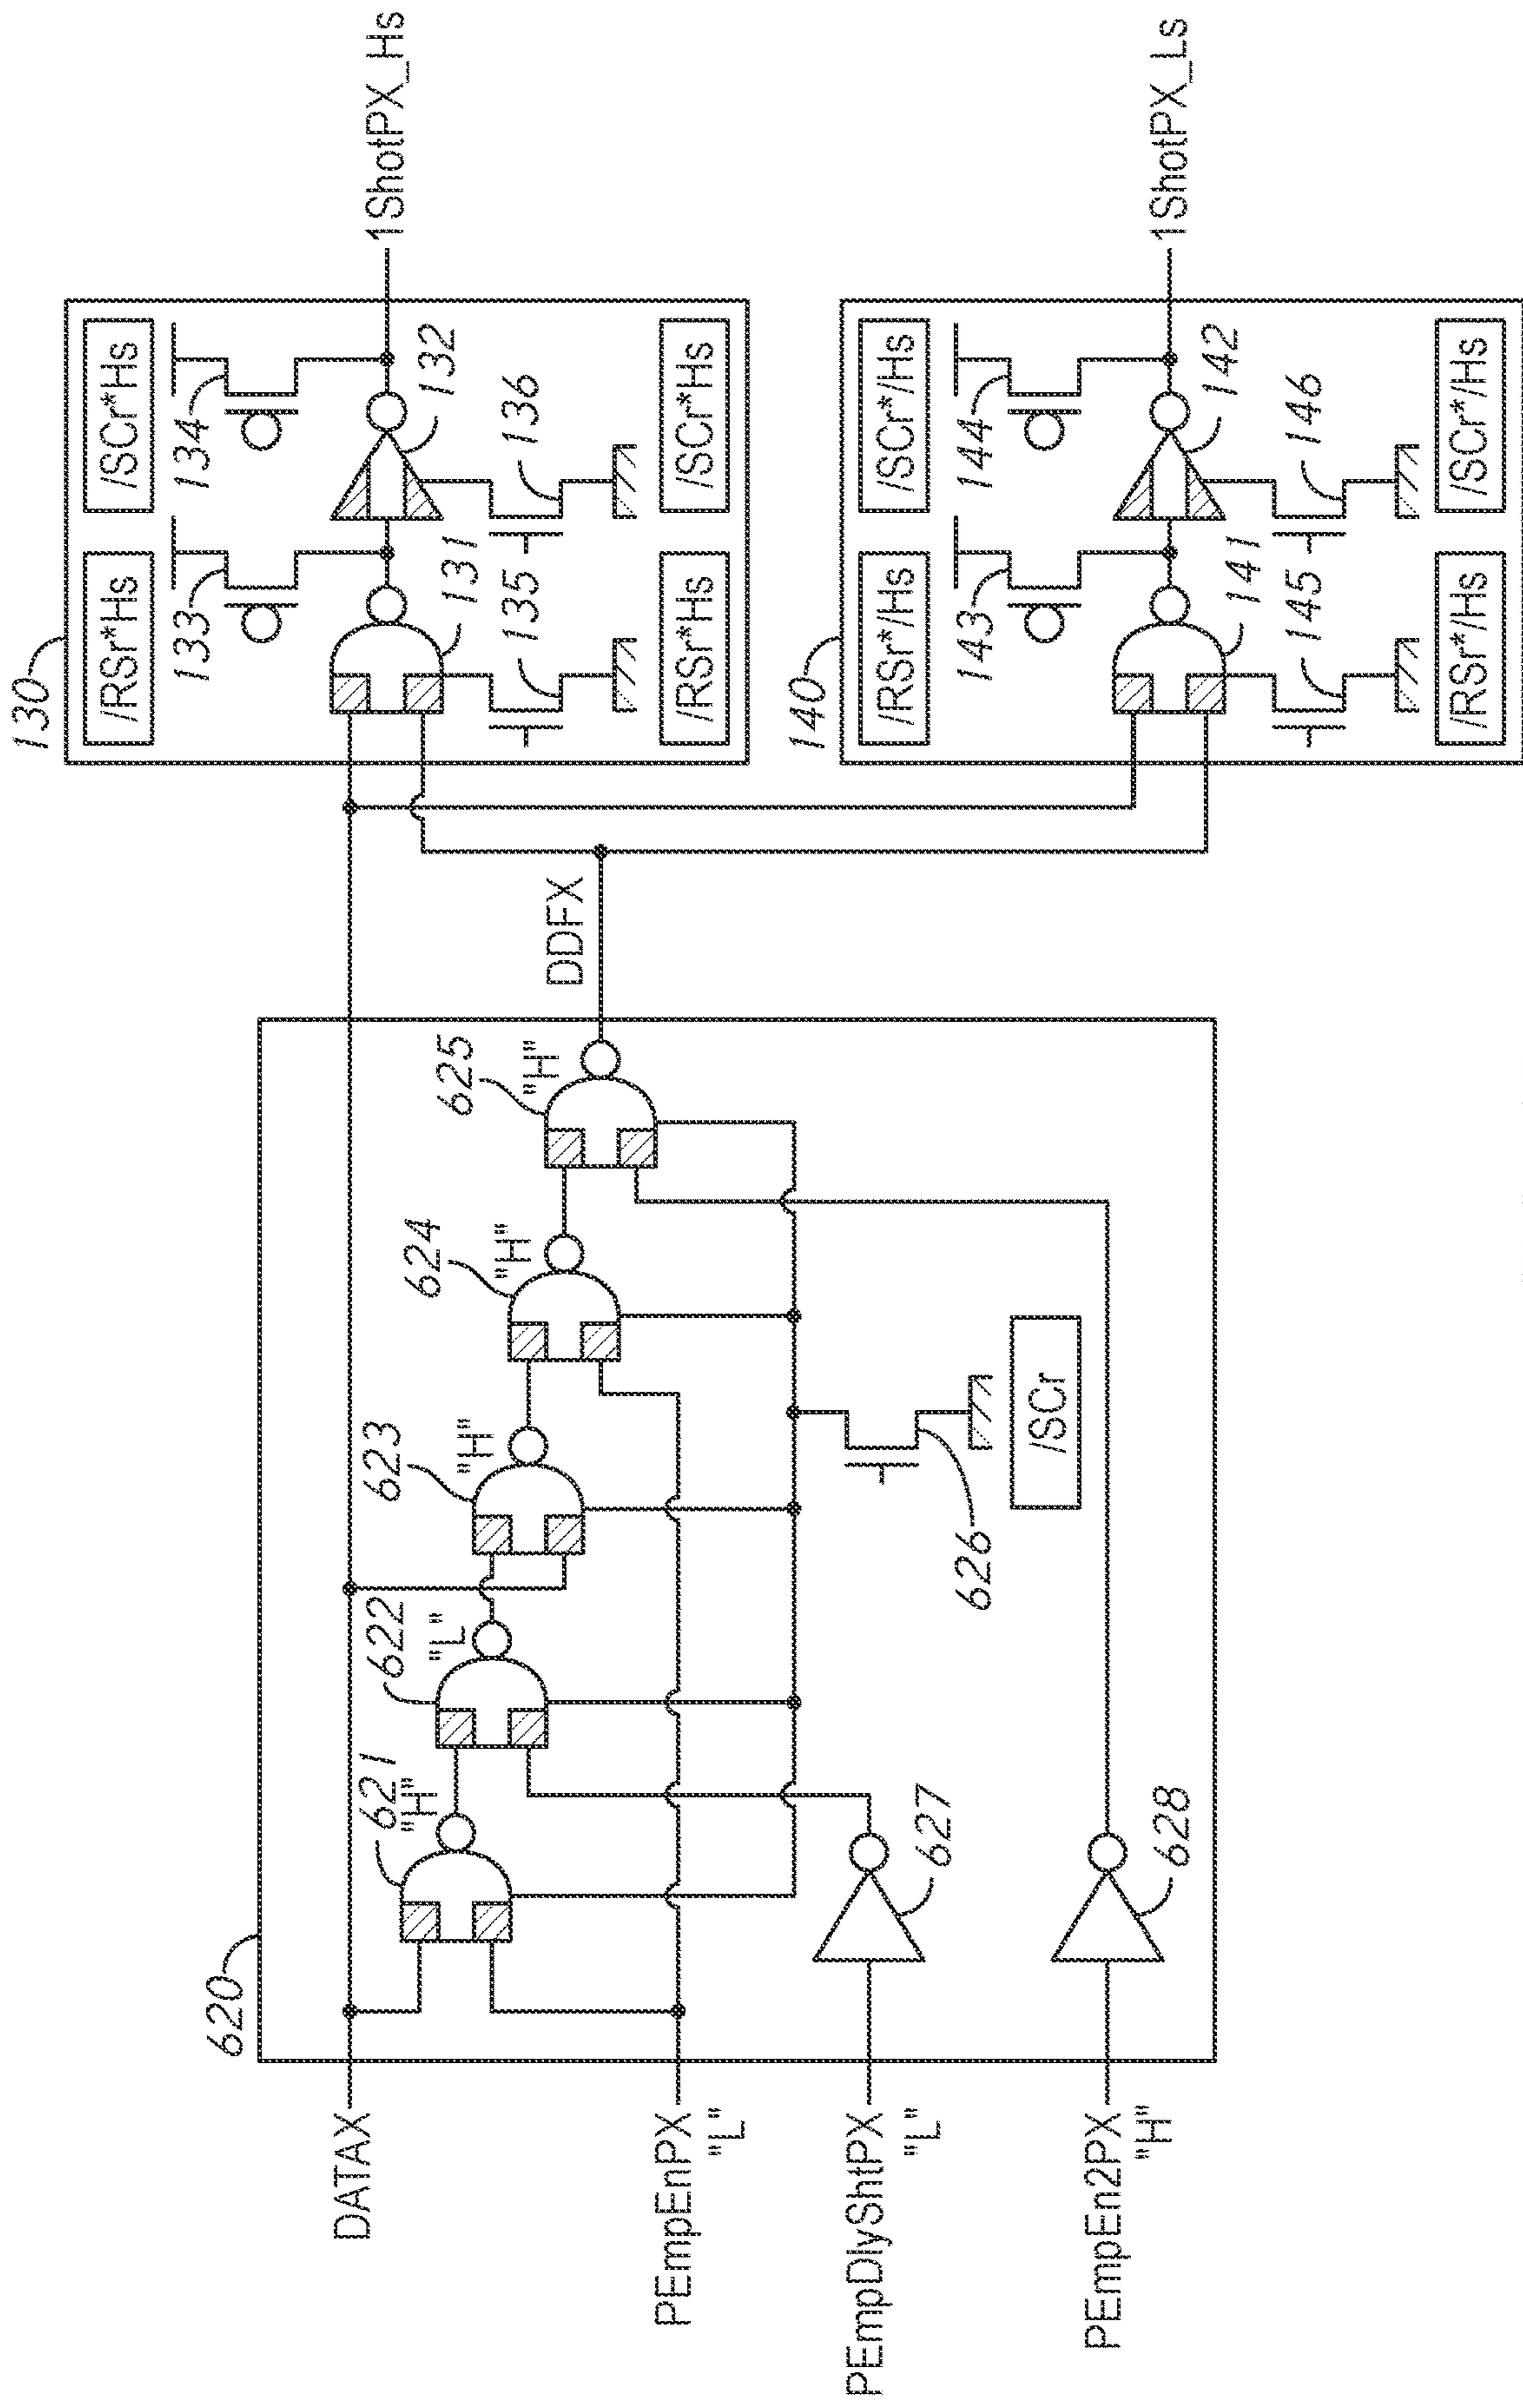 DATAX
PEmpEnPX
"L"
PEmpDlyShtPX
"L"
PEmpEn2PX
"H"
620
621
"H"
622
"L"
623
"H"
624
"H"
625
"H"
626
/SCr
627
628
DDFX
130
/RSr*Hs
/SCr*Hs
133
134
131
132
135
136
/RSr*Hs
/SCr*Hs
1ShotPX_Hs
140
/RSr*/Hs
/SCr*/Hs
143
144
141
142
145
146
/RSr*/Hs
/SCr*/Hs
1ShotPX_Ls